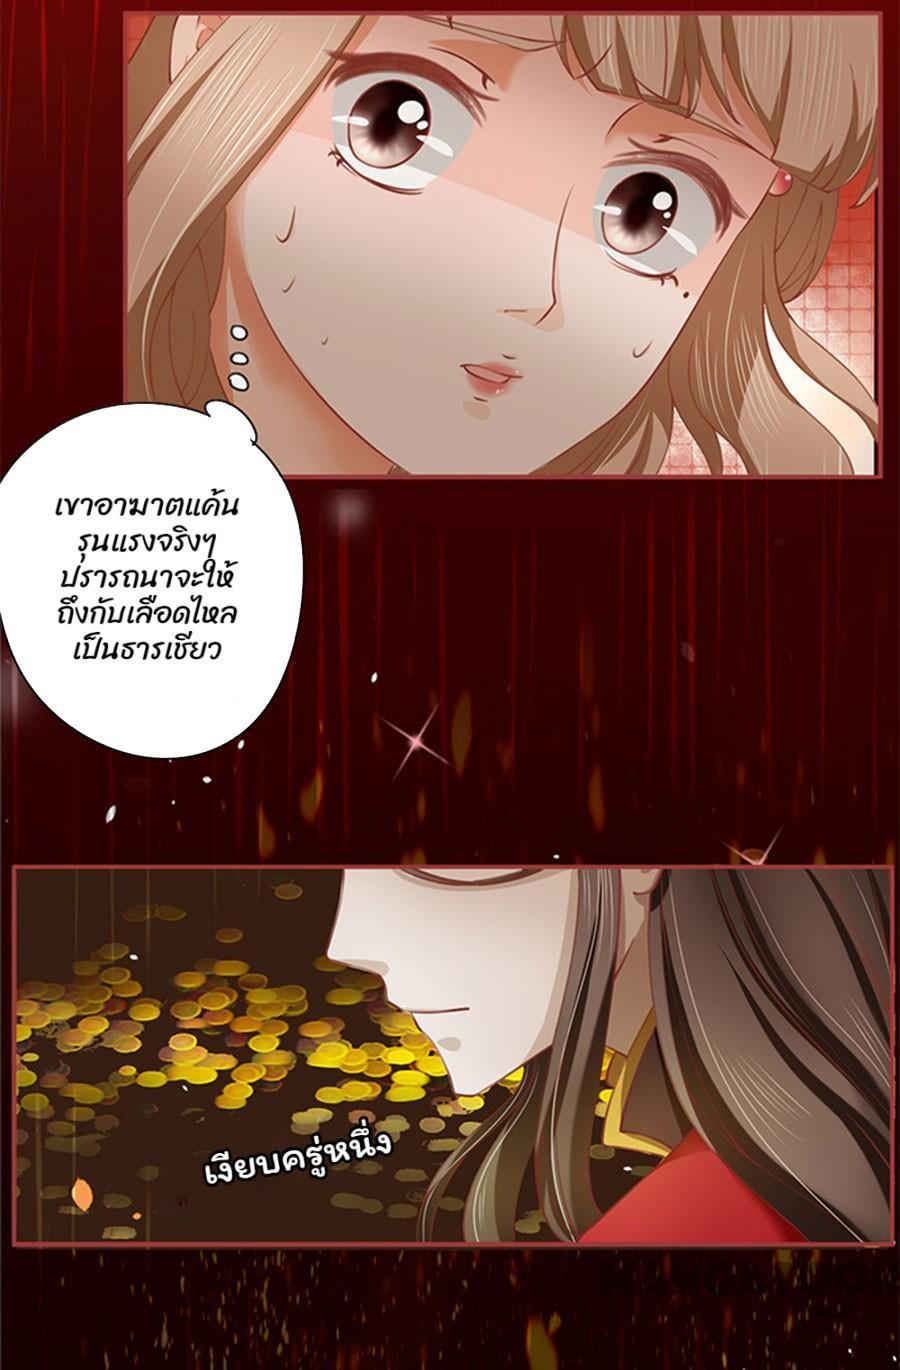 เขาอาฆาตแค้น
รุนแรงจริงๆ
ปรารถนาจะให้
ถึงกับเลือดไหล
เป็นธารเชียว
เงียบครู่หนึ่ง